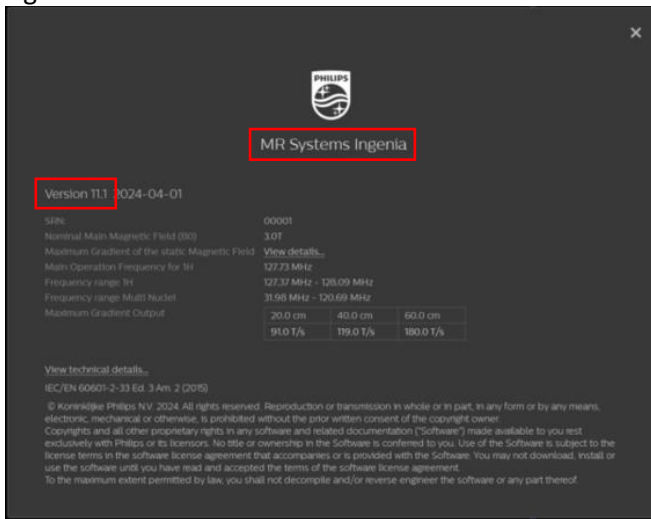 PHILIPS
MR Systems Ingenia
Version 11.1 2024-04-01
SRN: 00001
Nominal Main Magnetic Field (B0) 3.0T
Maximum Gradient of the static Magnetic Field View details...
Main Operation Frequency for 1H 127.73 MHz
Frequency range 1H 127.37 MHz - 128.09 MHz
Frequency range Multi Nuclei 31.98 MHz - 120.69 MHz
Maximum Gradient Output 20.0 cm 40.0 cm 60.0 cm
91.0 T/s 119.0 T/s 180.0 T/s
View technical details...
IEC/EN 60601-2-33 Ed. 3 Am. 2 (2015)
© Koninklijke Philips N.V. 2024. All rights reserved. Reproduction or transmission in whole or in part, in any form or by any means,
electronic, mechanical or otherwise, is prohibited without the prior written consent of the copyright owner.
Copyrights and all other proprietary rights in any software and related documentation ("Software") made available to you rest
exclusively with Philips or its licensors. No title or ownership in the Software is conferred to you. Use of the Software is subject to the
license terms in the software license agreement that accompanies or is provided with the Software. You may not download, install or
use the software until you have read and accepted the terms of the software license agreement.
To the maximum extent permitted by law, you shall not decompile and/or reverse engineer the software or any part thereof.